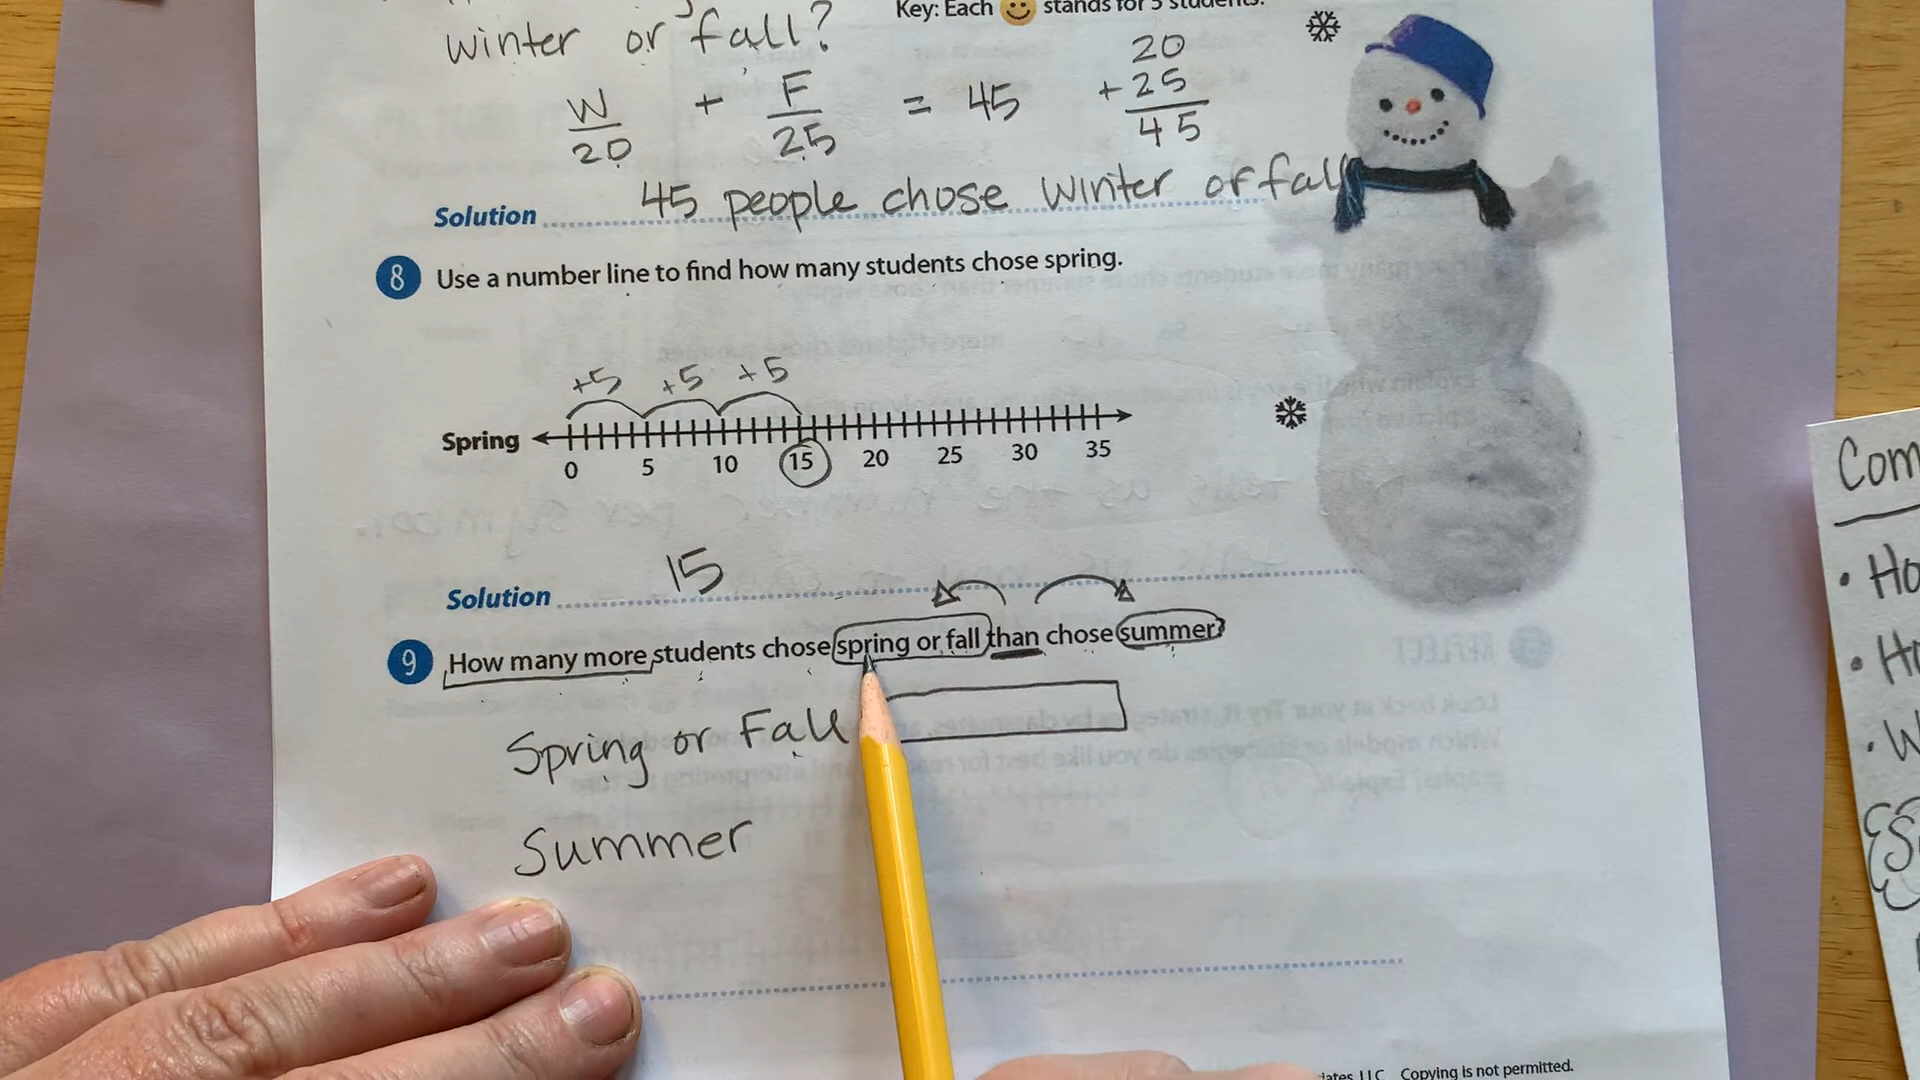 Key: Each stands for 5 students.
winter or fall?
W/20 + F/25 = 45
20
+25
45
Solution 45 people chose winter or fall
8 Use a number line to find how many students chose spring.
+5 +5 +5
Spring
0 5 10 15 20 25 30 35
Solution 15
9 How many more students chose spring or fall than chose summer?
Spring or Fall
Summer
Com
• Ho
• Ho
• W
LLC Copying is not permitted.